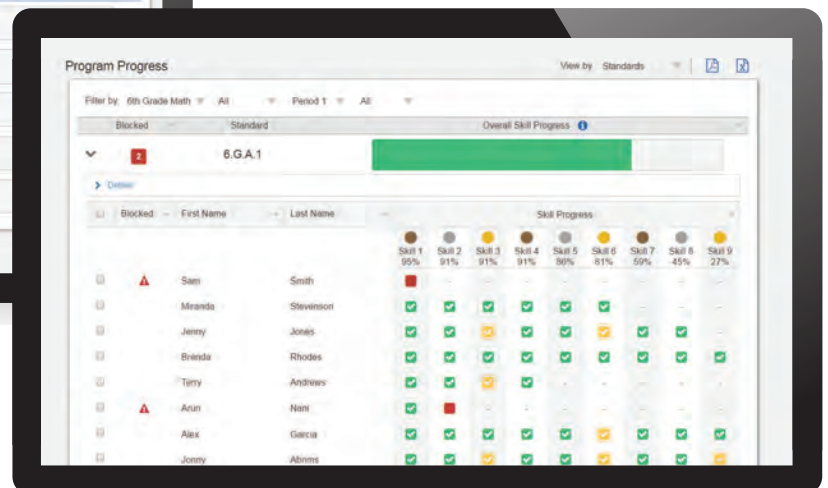 Program Progress View by Standards
Filter by 6th Grade Math All Period 1 All
Blocked Standard Overall Skill Progress
2 6.G.A.1
Blocked First Name Last Name Skill Progress
Skill 1 Skill 2 Skill 3 Skill 4 Skill 5 Skill 6 Skill 7 Skill 8 Skill 9
95% 91% 91% 91% 86% 81% 59% 45% 27%
Sam Smith
Miranda Stevenson
Jenny Jones
Brenda Rhodes
Terry Andrews
Arun Nani
Alex Garcia
Jonny